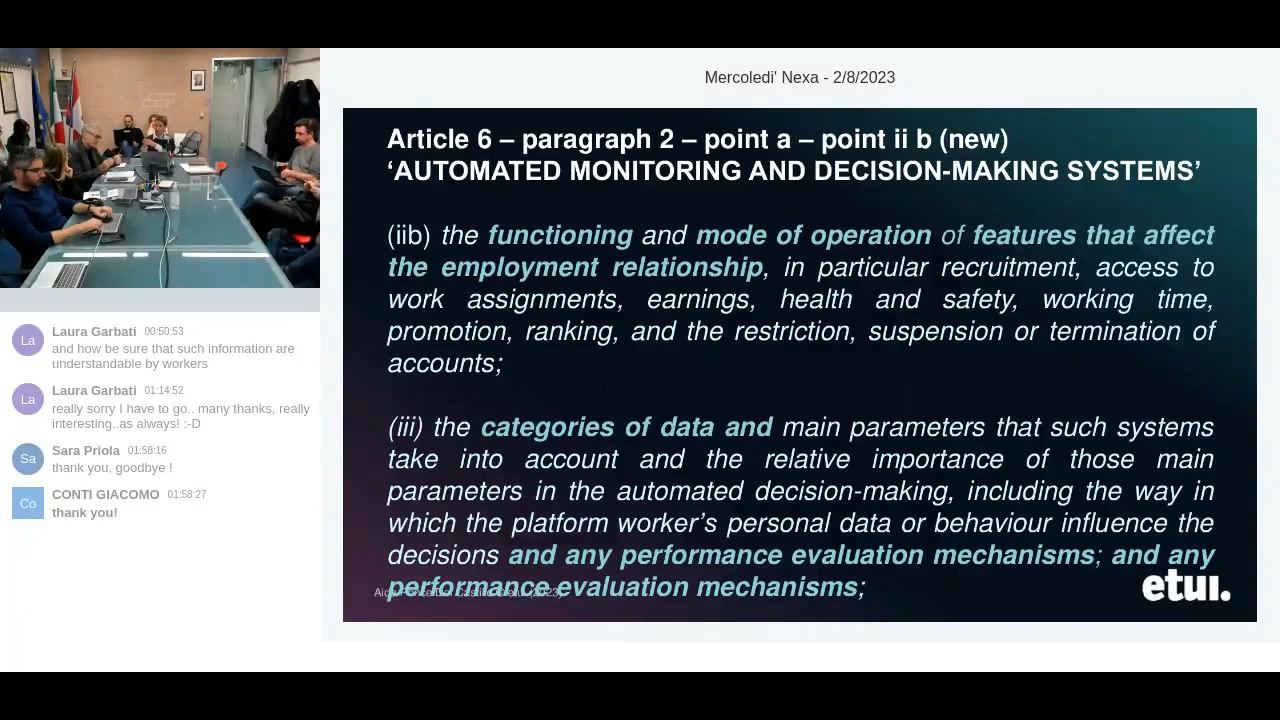 Mercoledi' Nexa - 2/8/2023
Article 6 – paragraph 2 – point a – point ii b (new)
‘AUTOMATED MONITORING AND DECISION-MAKING SYSTEMS’
(iib) the functioning and mode of operation of features that affect
the employment relationship, in particular recruitment, access to
work assignments, earnings, health and safety, working time,
promotion, ranking, and the restriction, suspension or termination of
accounts;
(iii) the categories of data and main parameters that such systems
take into account and the relative importance of those main
parameters in the automated decision-making, including the way in
which the platform worker’s personal data or behaviour influence the
decisions and any performance evaluation mechanisms; and any
performance evaluation mechanisms;
etui.
La
Laura Garbati 00:50:53
and how be sure that such information are
understandable by workers
La
Laura Garbati 01:14:52
really sorry I have to go.. many thanks, really
interesting..as always! :-D
Sa
Sara Priola 01:58:16
thank you, goodbye !
Co
CONTI GIACOMO 01:58:27
thank you!